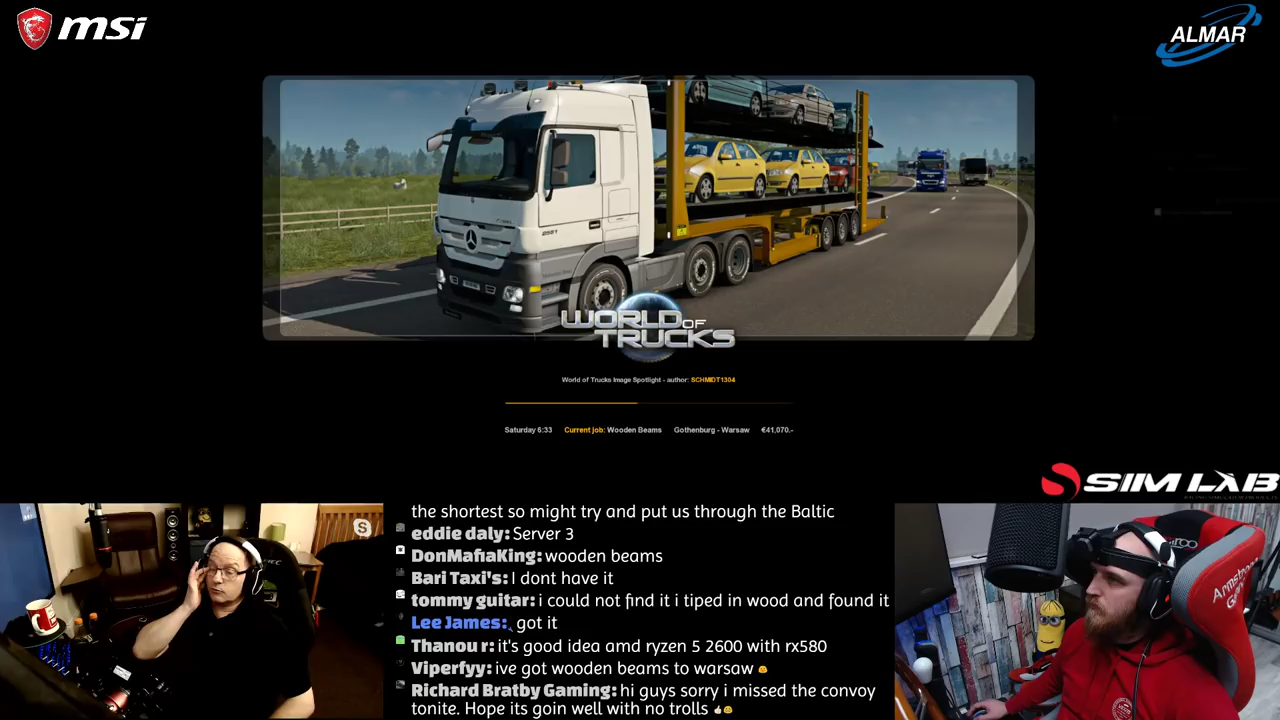 msi
ALMAR
2551
WORLD OF
TRUCKS
World of Trucks Image Spotlight - author: SCHMIDT1304
Saturday 6:33 Current job: Wooden Beams Gothenburg - Warsaw €41,070.-
SIM LAB
the shortest so might try and put us through the Baltic
eddie daly: Server 3
DonMafiaKing: wooden beams
Bari Taxi's: I dont have it
tommy guitar: i could not find it i tiped in wood and found it
Lee James: got it
Thanou r: it's good idea amd ryzen 5 2600 with rx580
Viperfyy: ive got wooden beams to warsaw
Richard Bratby Gaming: hi guys sorry i missed the convoy
tonite. Hope its goin well with no trolls